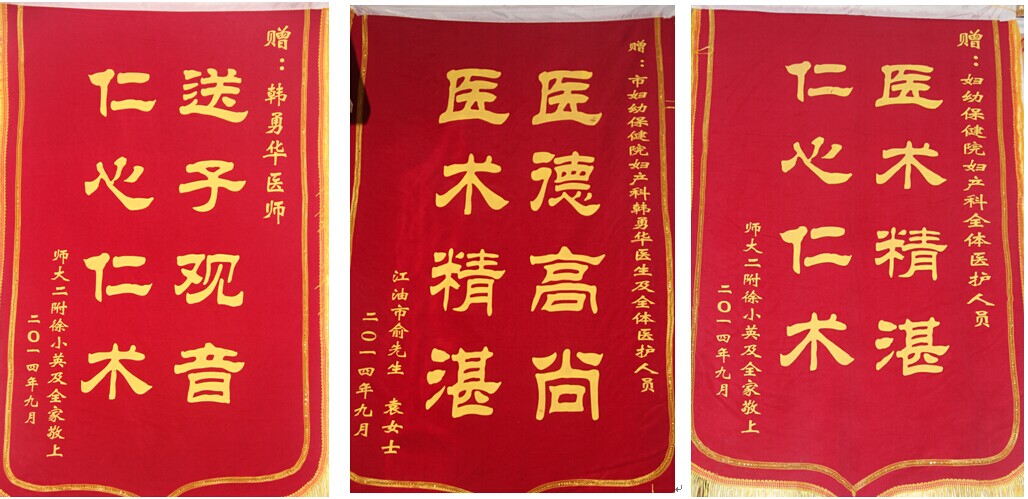 赠：韩勇华医师
送子观音
仁心仁术
师大二附徐小英及全家敬上
二〇一四年九月
赠：市妇幼保健院妇产科韩勇华医生及全体医护人员
医德高尚
医术精湛
江油市俞先生 袁女士
二〇一四年九月
赠：妇幼保健院妇产科全体医护人员
医术精湛
仁心仁术
师大二附徐小英及全家敬上
二〇一四年九月